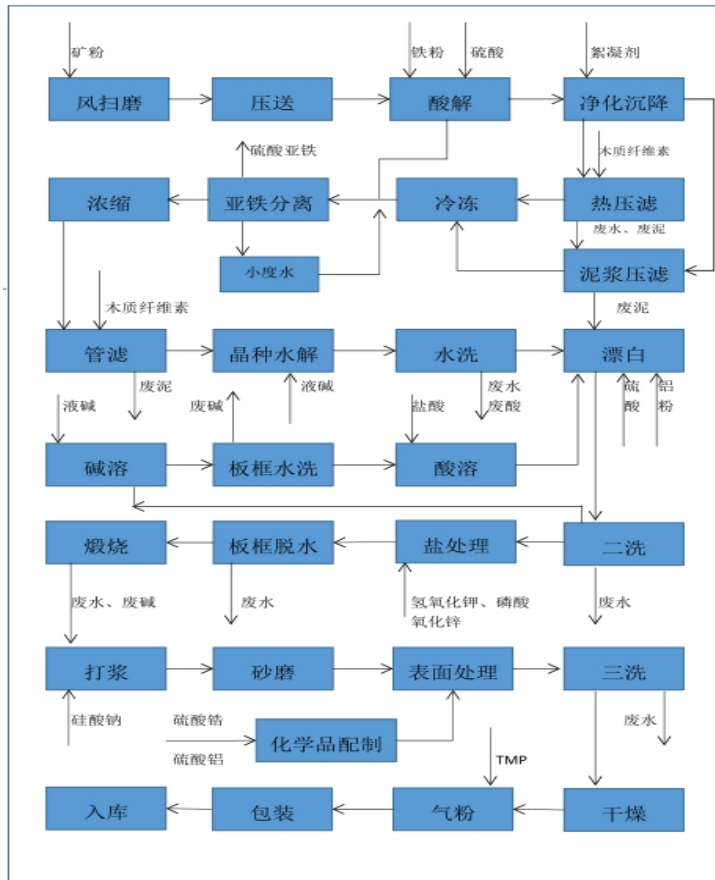 矿粉
铁粉
硫酸
絮凝剂
风扫磨
压送
酸解
净化沉降
硫酸亚铁
木质纤维素
浓缩
亚铁分离
冷冻
热压滤
废水、废泥
小度水
泥浆压滤
木质纤维素
废泥
管滤
晶种水解
水洗
漂白
废泥
液碱
废碱
液碱
盐酸
废水
废酸
硫酸
铝粉
碱溶
板框水洗
酸溶
煅烧
板框脱水
盐处理
二洗
废水、废碱
废水
氢氧化钾、磷酸
氧化锌
废水
打浆
砂磨
表面处理
三洗
硅酸钠
硫酸锆
硫酸铝
化学品配制
废水
TMP
入库
包装
气粉
干燥